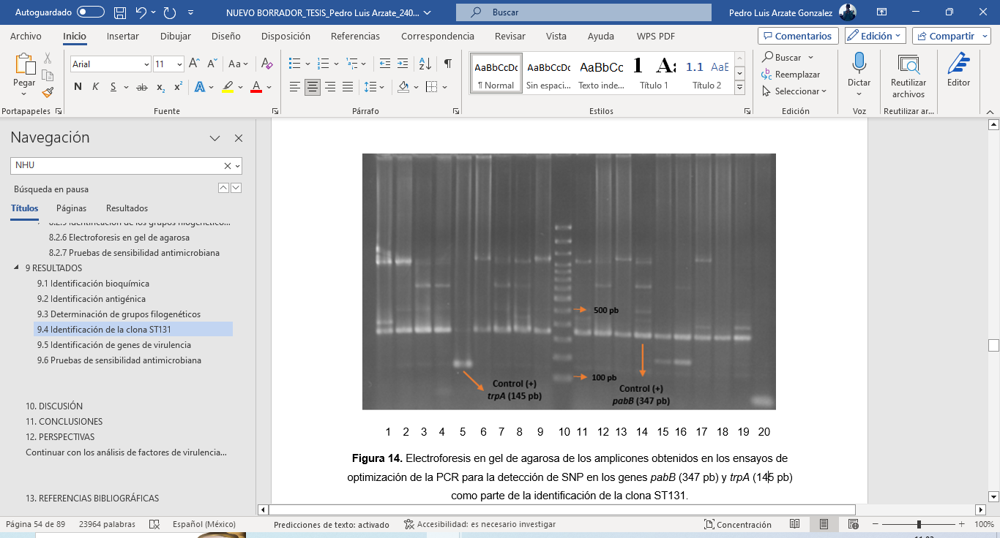 Autoguardado
NUEVO BORRADOR_TESIS_Pedro Luis Arzate_240...
Buscar
Pedro Luis Arzate Gonzalez
Archivo Inicio Insertar Dibujar Diseño Disposición Referencias Correspondencia Revisar Vista Ayuda WPS PDF
Comentarios Edición Compartir
Pegar
Portapapeles
Arial 11
Aa
N K S ab x₂ x² A A
Fuente
Párrafo
AaBbCcDc AaBbCcDc AaBbCc 1 A: 1.1 AaE
¶ Normal Sin espaci... Texto inde... Título 1 Título 2
Estilos
Buscar
Reemplazar
Seleccionar
Edición
Dictar
Voz
Reutilizar archivos
Reutilizar ar...
Editor
Navegación
NHU
Búsqueda en pausa
Títulos Páginas Resultados
8.2.5 Identificación de los grupos filogenético...
8.2.6 Electroforesis en gel de agarosa
8.2.7 Pruebas de sensibilidad antimicrobiana
9 RESULTADOS
9.1 Identificación bioquímica
9.2 Identificación antigénica
9.3 Determinación de grupos filogenéticos
9.4 Identificación de la clona ST131
9.5 Identificación de genes de virulencia
9.6 Pruebas de sensibilidad antimicrobiana
10. DISCUSIÓN
11. CONCLUSIONES
12. PERSPECTIVAS
Continuar con los análisis de factores de virulencia...
13. REFERENCIAS BIBLIOGRÁFICAS
500 pb
100 pb
Control (+)
trpA (145 pb)
Control (+)
pabB (347 pb)
1 2 3 4 5 6 7 8 9 10 11 12 13 14 15 16 17 18 19 20
Figura 14. Electroforesis en gel de agarosa de los amplicones obtenidos en los ensayos de
optimización de la PCR para la detección de SNP en los genes pabB (347 pb) y trpA (145 pb)
como parte de la identificación de la clona ST131.
Página 54 de 89 23964 palabras Español (México) Predicciones de texto: activado Accesibilidad: es necesario investigar Concentración 100%